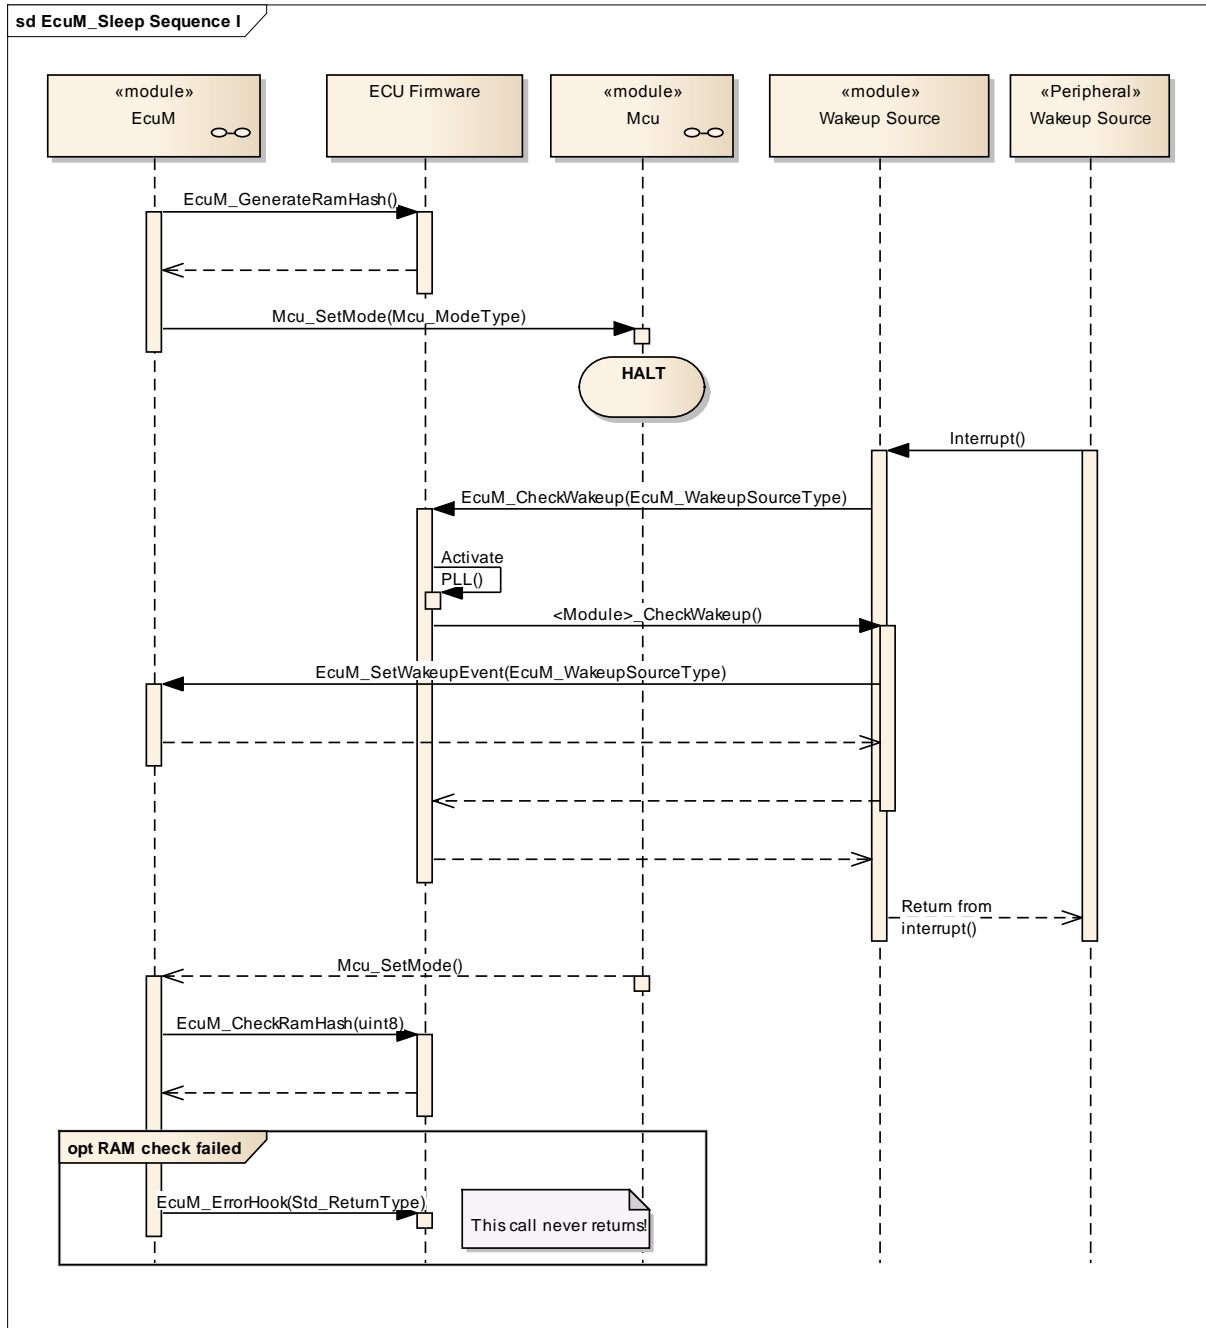 sd EcuM_Sleep Sequence I
«module»
EcuM
ECU Firmware
«module»
Mcu
«module»
Wakeup Source
«Peripheral»
Wakeup Source
EcuM_GenerateRamHash()
Mcu_SetMode(Mcu_ModeType)
HALT
Interrupt()
EcuM_CheckWakeup(EcuM_WakeupSourceType)
Activate
PLL()
<Module>_CheckWakeup()
EcuM_SetWakeupEvent(EcuM_WakeupSourceType)
Return from
interrupt()
Mcu_SetMode()
EcuM_CheckRamHash(uint8)
opt RAM check failed
EcuM_ErrorHook(Std_ReturnType)
This call never returns!